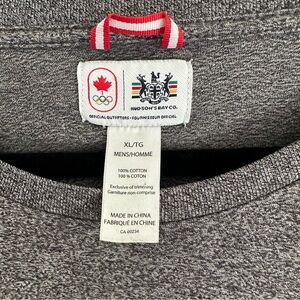 HUDSON'S BAY CO.
OFFICIAL OUTFITTERS · FOURNISSEUR OFFICIEL
XL/TG
MENS/HOMME
100% COTTON
100 % COTON
Exclusive of trimming
Garniture non comprise
MADE IN CHINA
FABRIQUÉ EN CHINE
CA 00234